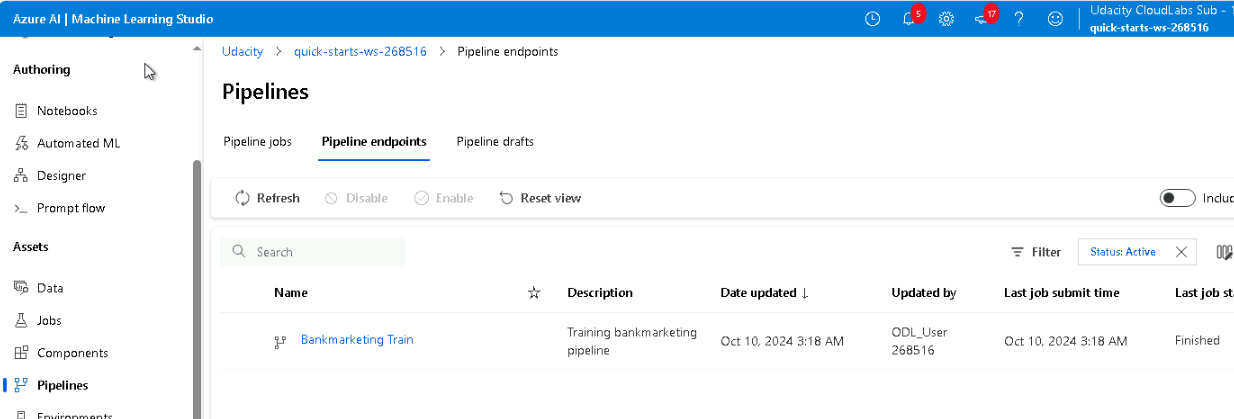 Azure AI | Machine Learning Studio
5
17
Udacity CloudLabs Sub - 1
quick-starts-ws-268516
Authoring
Notebooks
Automated ML
Designer
Prompt flow
Assets
Data
Jobs
Components
Pipelines
Environments
Udacity > quick-starts-ws-268516 > Pipeline endpoints
Pipelines
Pipeline jobs Pipeline endpoints Pipeline drafts
Refresh Disable Enable Reset view Includ
Search Filter Status: Active
Name Description Date updated ↓ Updated by Last job submit time Last job st
Bankmarketing Train Training bankmarketing Oct 10, 2024 3:18 AM ODL_User Oct 10, 2024 3:18 AM Finished
pipeline 268516